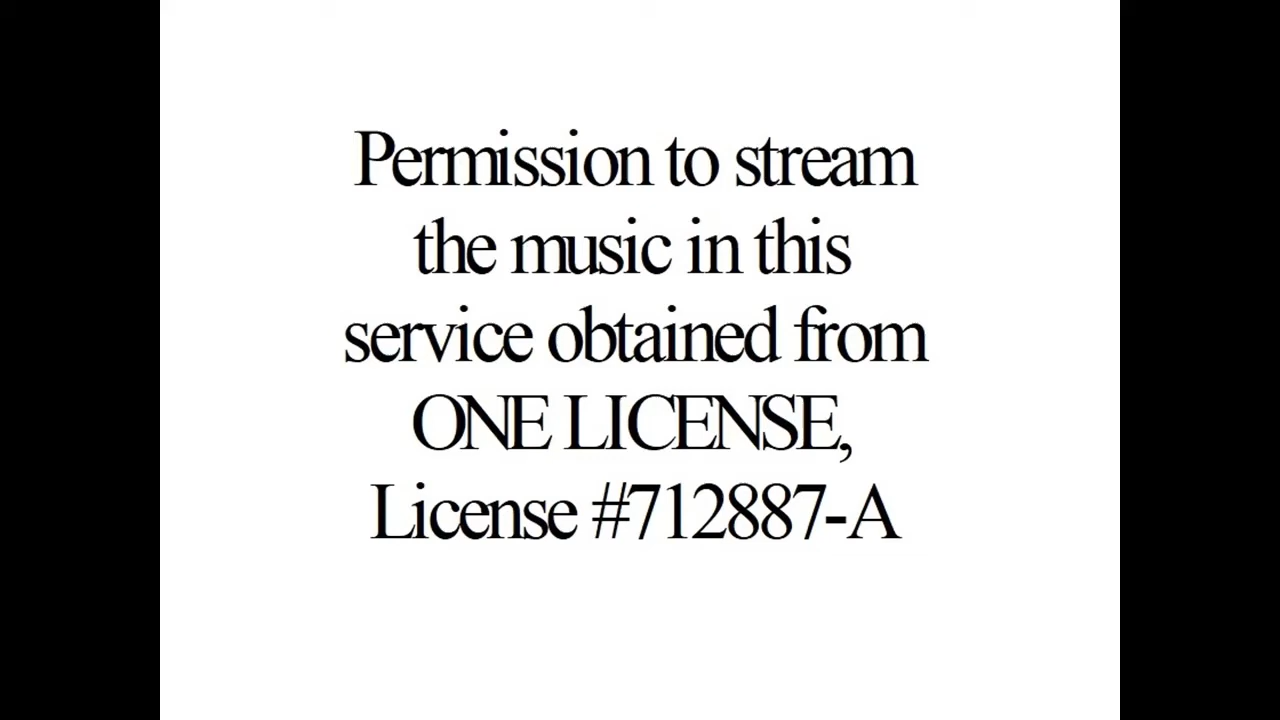 Permission to stream
the music in this
service obtained from
ONE LICENSE,
License #712887-A